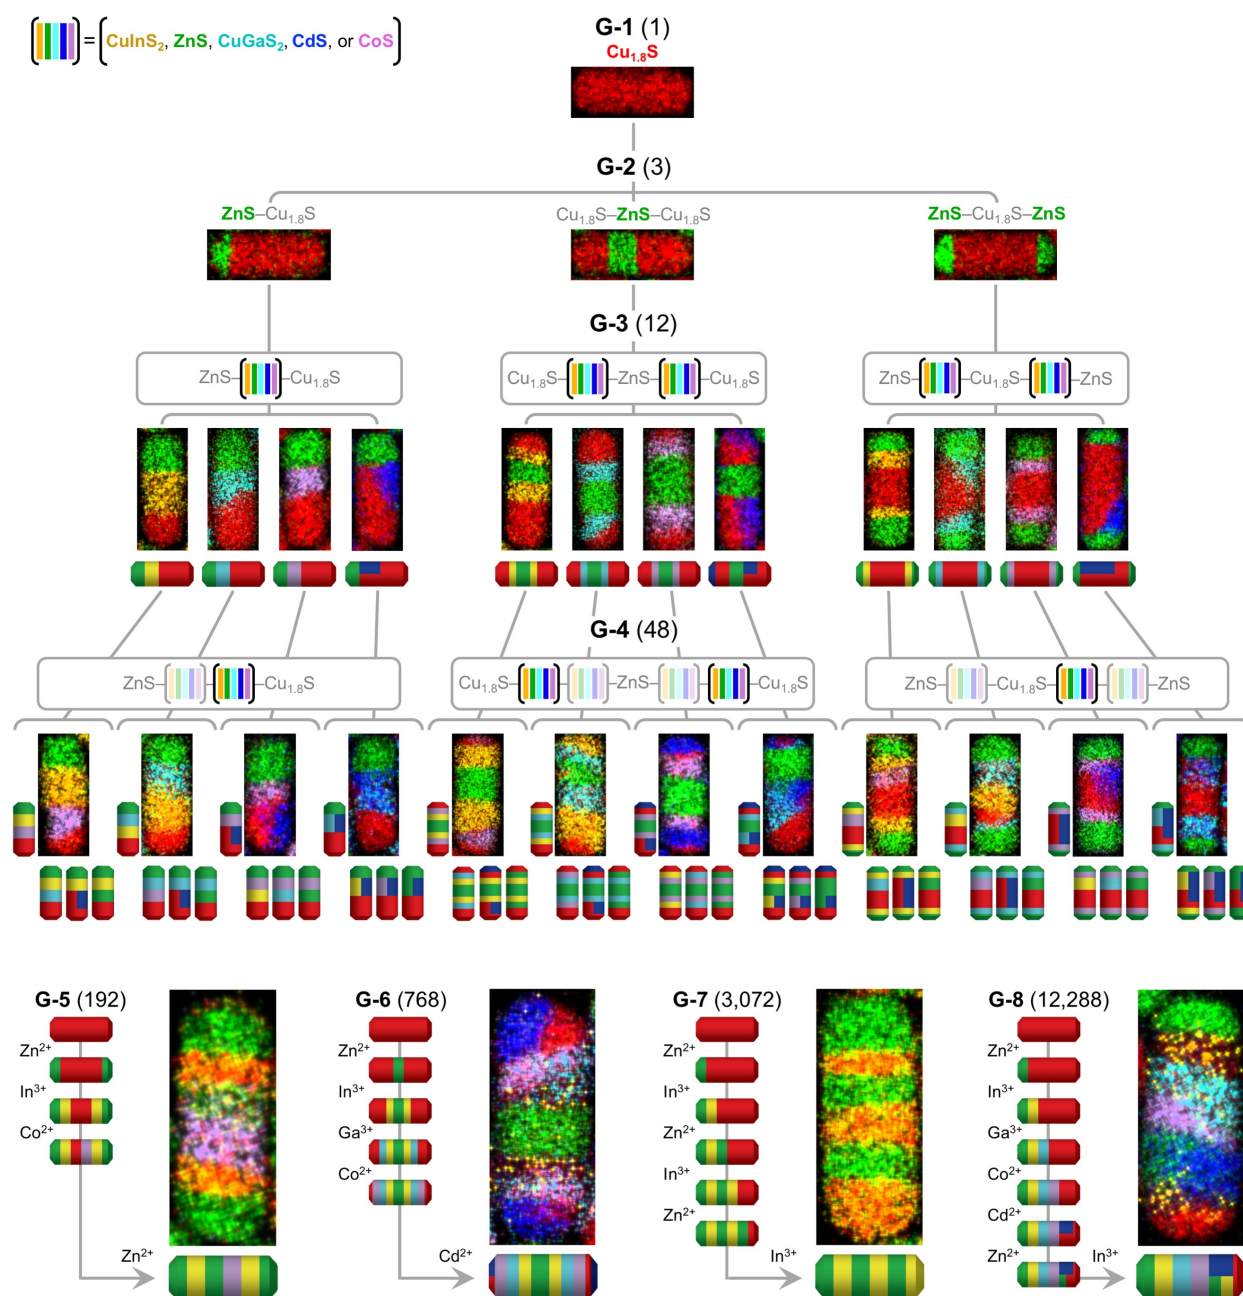 = CuInS₂, ZnS, CuGaS₂, CdS, or CoS
G-1 (1)
Cu₁.₈S
G-2 (3)
ZnS–Cu₁.₈S
Cu₁.₈S–ZnS–Cu₁.₈S
ZnS–Cu₁.₈S–ZnS
G-3 (12)
ZnS– –Cu₁.₈S
Cu₁.₈S– –ZnS– –Cu₁.₈S
ZnS– –Cu₁.₈S– –ZnS
G-4 (48)
ZnS– – –Cu₁.₈S
Cu₁.₈S– – –ZnS– – –Cu₁.₈S
ZnS– –Cu₁.₈S– – –ZnS
G-5 (192)
Zn²⁺
In³⁺
Co²⁺
Zn²⁺
G-6 (768)
Zn²⁺
In³⁺
Ga³⁺
Co²⁺
Cd²⁺
G-7 (3,072)
Zn²⁺
In³⁺
Zn²⁺
In³⁺
Zn²⁺
In³⁺
G-8 (12,288)
Zn²⁺
In³⁺
Ga³⁺
Co²⁺
Cd²⁺
Zn²⁺
In³⁺